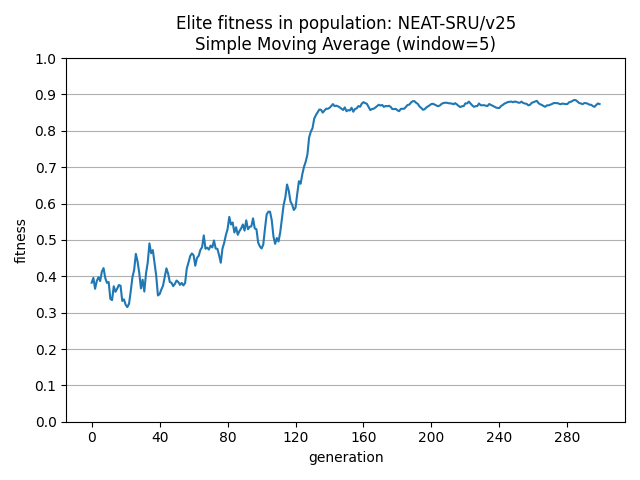 Elite fitness in population: NEAT-SRU/v25
Simple Moving Average (window=5)
1.0
0.9
0.8
0.7
0.6
0.5
0.4
0.3
0.2
0.1
0.0
fitness
0 40 80 120 160 200 240 280
generation